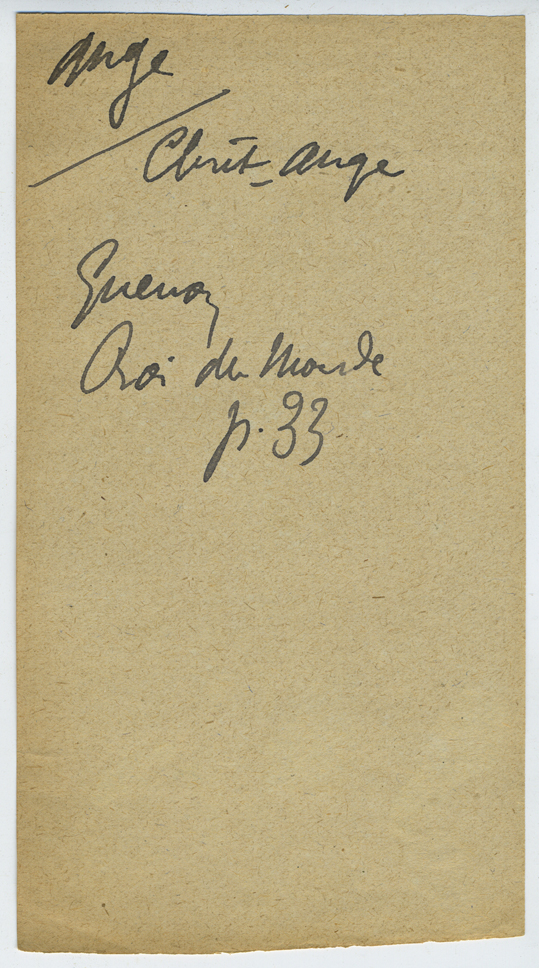 Ange
Christ-Ange
Guenon
Roi du Monde
p. 33